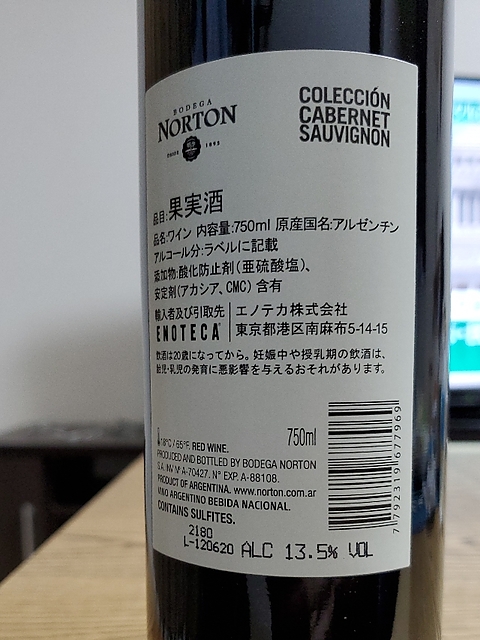 BODEGA
NORTON
DESDE 1895
COLECCIÓN
CABERNET
SAUVIGNON
品目:果実酒
品名:ワイン 内容量:750ml 原産国名:アルゼンチン
アルコール分:ラベルに記載
添加物:酸化防止剤(亜硫酸塩)、
安定剤(アカシア、CMC) 含有
輸入者及び引取先
ENOTECA
エノテカ株式会社
東京都港区南麻布5-14-15
飲酒は20歳になってから。妊娠中や授乳期の飲酒は、
胎児・乳児の発育に悪影響を与えるおそれがあります。
18°C / 65°F. RED WINE.
750ml
PRODUCED AND BOTTLED BY BODEGA NORTON
S.A. INV N° A-70427. N° EXP. A-88108.
PRODUCT OF ARGENTINA. www.norton.com.ar
VINO ARGENTINO BEBIDA NACIONAL.
CONTAINS SULFITES.
7 792319 677969
2180
L-120620 ALC 13.5% VOL